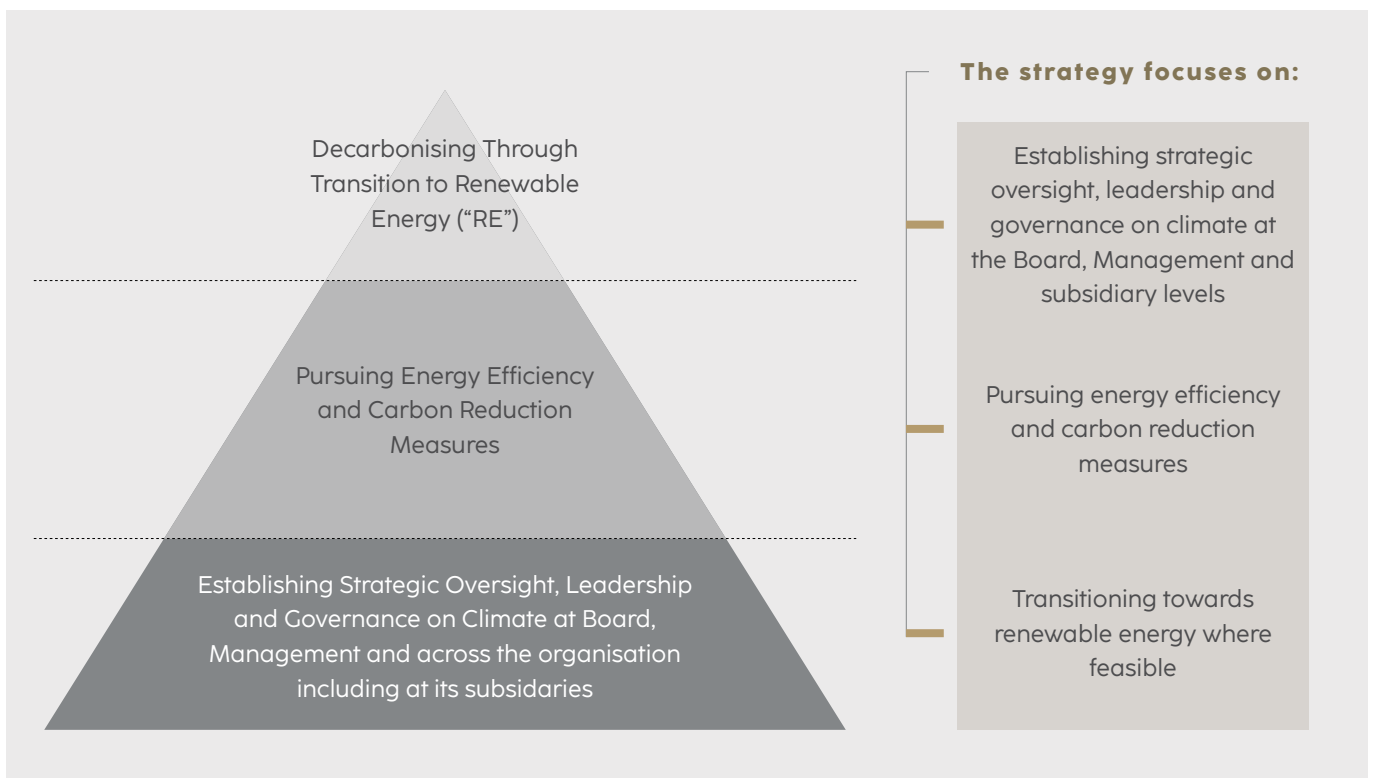 Decarbonising Through
Transition to Renewable
Energy (“RE”)
Pursuing Energy Efficiency
and Carbon Reduction
Measures
Establishing Strategic Oversight, Leadership
and Governance on Climate at Board,
Management and across the organisation
including at its subsidaries
The strategy focuses on:
Establishing strategic
oversight, leadership and
governance on climate at
the Board, Management and
subsidiary levels
Pursuing energy efficiency
and carbon reduction
measures
Transitioning towards
renewable energy where
feasible